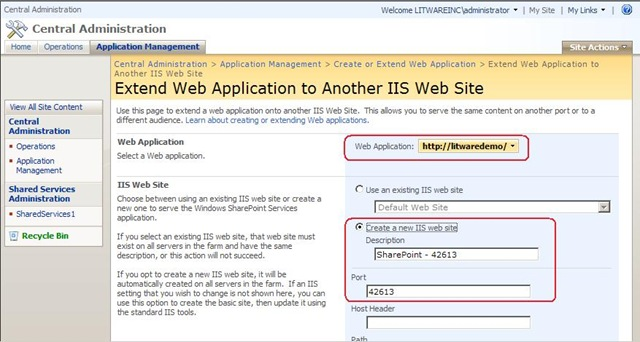 Central Administration
Welcome LITWAREINC\administrator
My Site
My Links
Central Administration
Home
Operations
Application Management
Site Actions
Central Administration > Application Management > Create or Extend Web Application > Extend Web Application to
Another IIS Web Site
Extend Web Application to Another IIS Web Site
View All Site Content
Central
Administration
Operations
Application
Management
Shared Services
Administration
SharedServices1
Recycle Bin
Use this page to extend a web application onto another IIS Web Site. This allows you to serve the same content on another port or to a
different audience. Learn about creating or extending Web applications.
Web Application
Select a Web application.
Web Application: http://litwaredemo/
IIS Web Site
Choose between using an existing IIS web site or create a
new one to serve the Windows SharePoint Services
application.
If you select an existing IIS web site, that web site must
exist on all servers in the farm and have the same
description, or this action will not succeed.
If you opt to create a new IIS web site, it will be
automatically created on all servers in the farm. If an IIS
setting that you wish to change is not shown here, you can
use this option to create the basic site, then update it using
the standard IIS tools.
Use an existing IIS web site
Default Web Site
Create a new IIS web site
Description
SharePoint - 42613
Port
42613
Host Header
Path